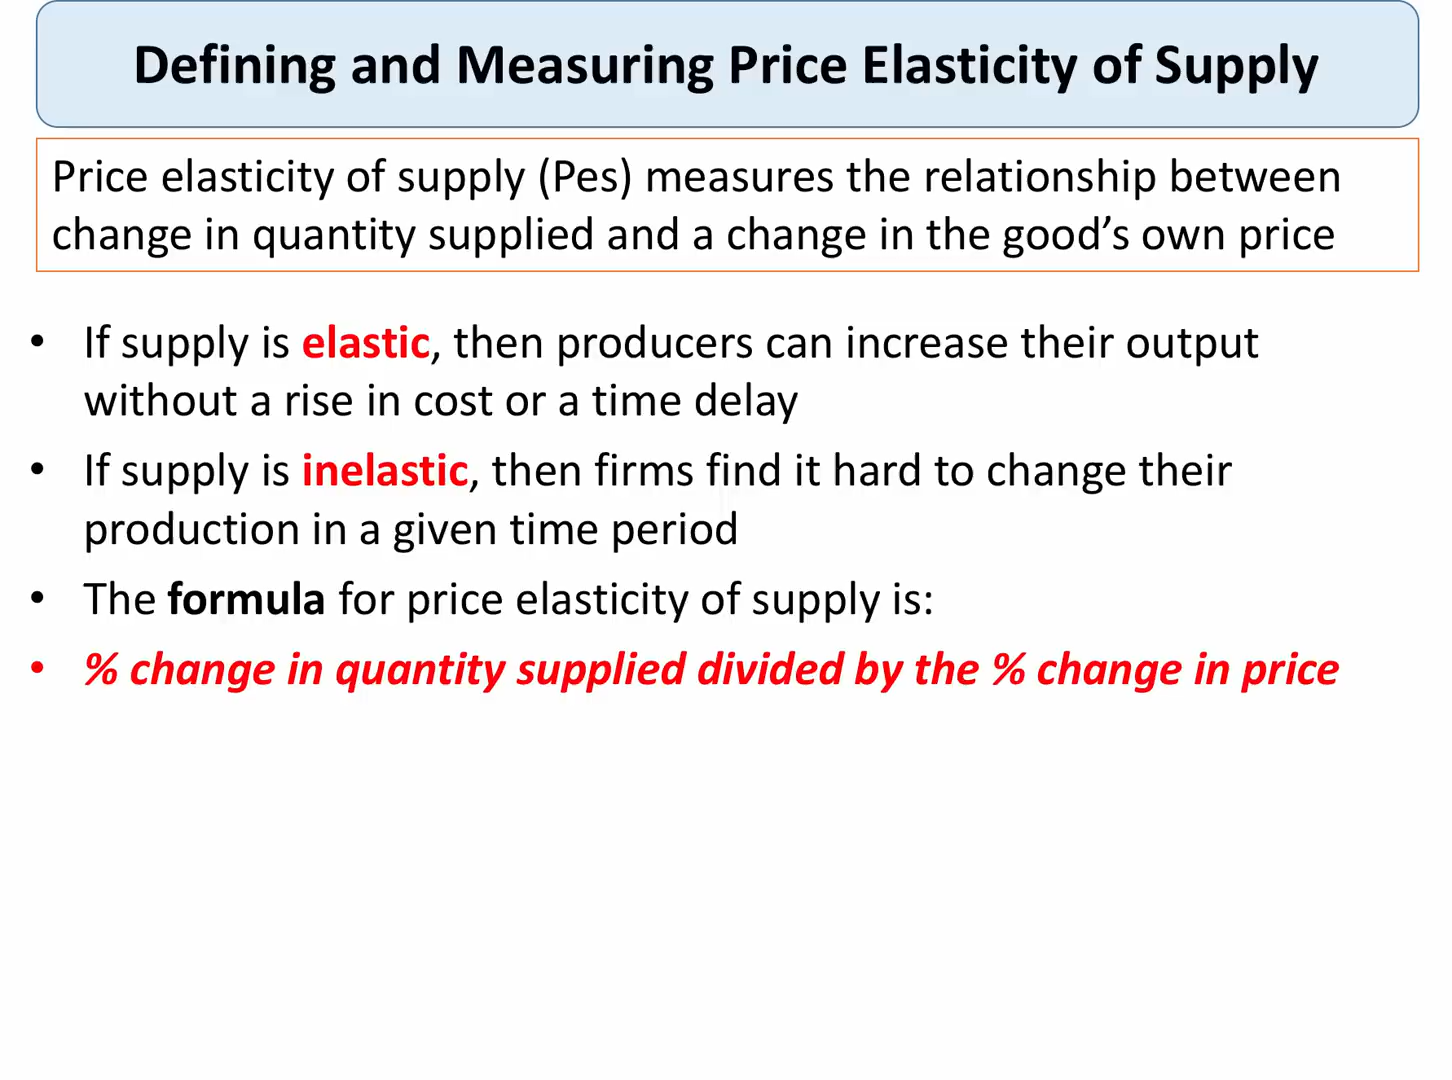 Defining and Measuring Price Elasticity of Supply
Price elasticity of supply (Pes) measures the relationship between
change in quantity supplied and a change in the good’s own price
• If supply is elastic, then producers can increase their output
without a rise in cost or a time delay
• If supply is inelastic, then firms find it hard to change their
production in a given time period
• The formula for price elasticity of supply is:
• % change in quantity supplied divided by the % change in price